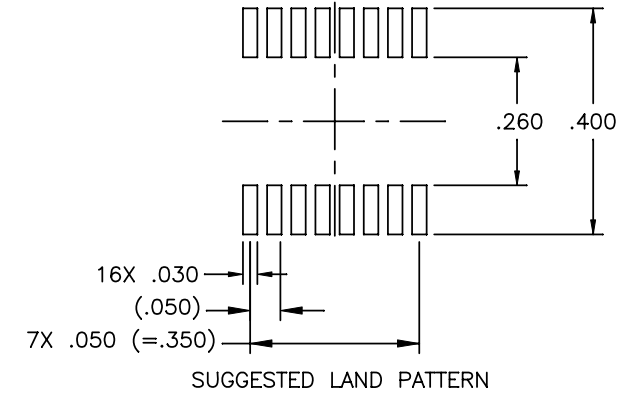 .260
.400
16X .030
(.050)
7X .050 (=.350)
SUGGESTED LAND PATTERN